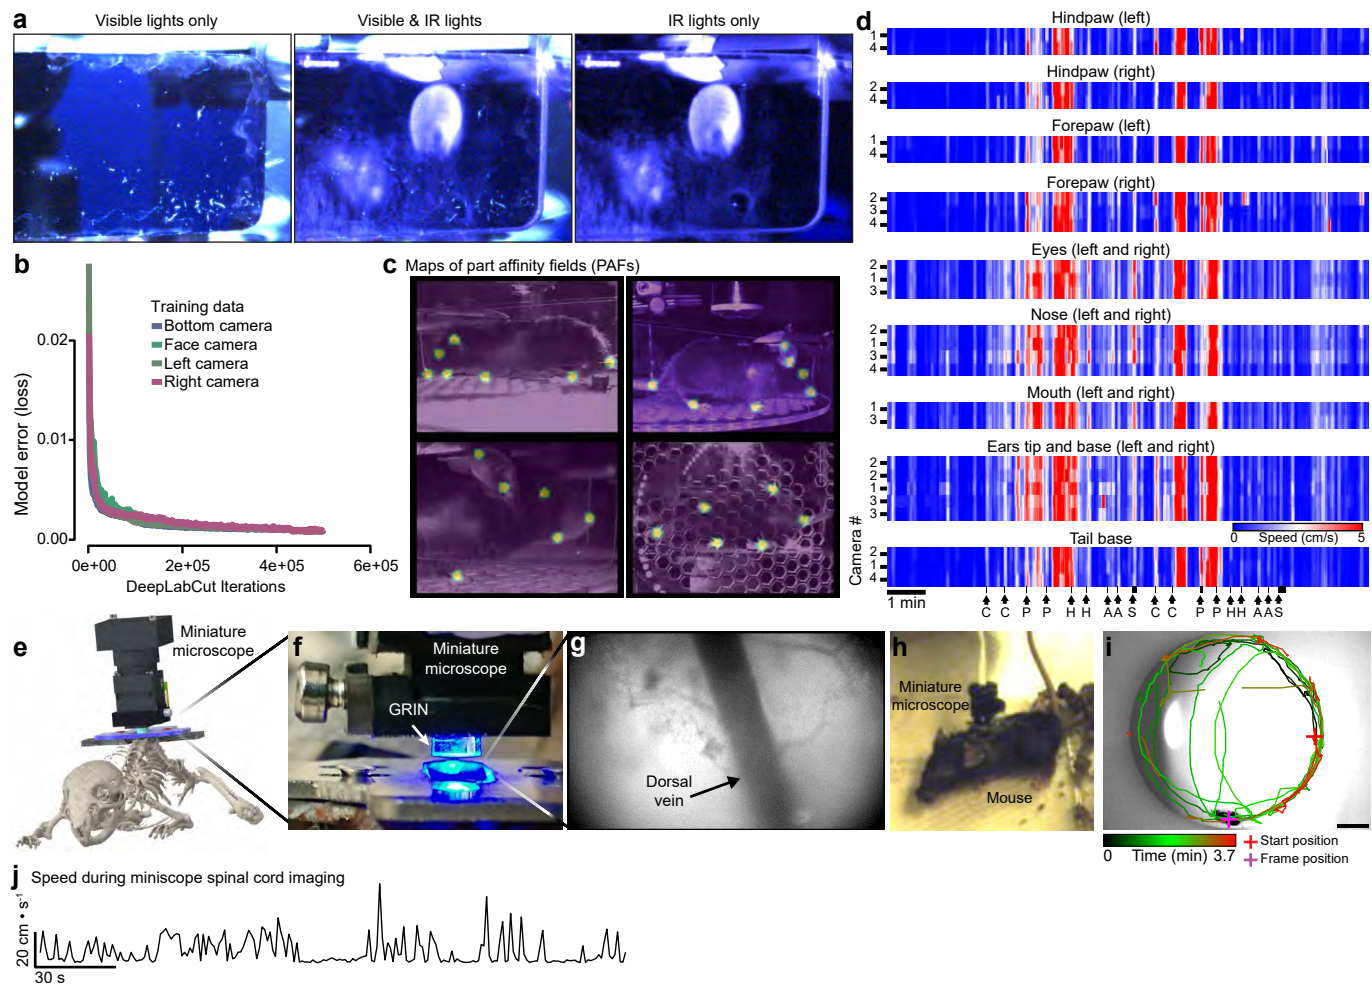 a
Visible lights only
Visible & IR lights
IR lights only
b
Training data
Bottom camera
Face camera
Left camera
Right camera
0.02
0.01
0.00
Model error (loss)
0e+00
2e+05
4e+05
6e+05
DeepLabCut Iterations
c
Maps of part affinity fields (PAFs)
d
Hindpaw (left)
1
4
Hindpaw (right)
2
4
Forepaw (left)
1
4
Forepaw (right)
2
3
4
Eyes (left and right)
2
1
3
Nose (left and right)
2
1
3
4
Mouth (left and right)
1
3
Ears tip and base (left and right)
2
2
1
3
3
Camera #
0 Speed (cm/s) 5
Tail base
2
1
4
1 min
C C P P H H A A S C C P P H H A A S
e
Miniature
microscope
f
Miniature
microscope
GRIN
g
Dorsal
vein
h
Miniature
microscope
Mouse
i
0 Time (min) 3.7
Start position
Frame position
j
Speed during miniscope spinal cord imaging
20 cm • s-1
30 s